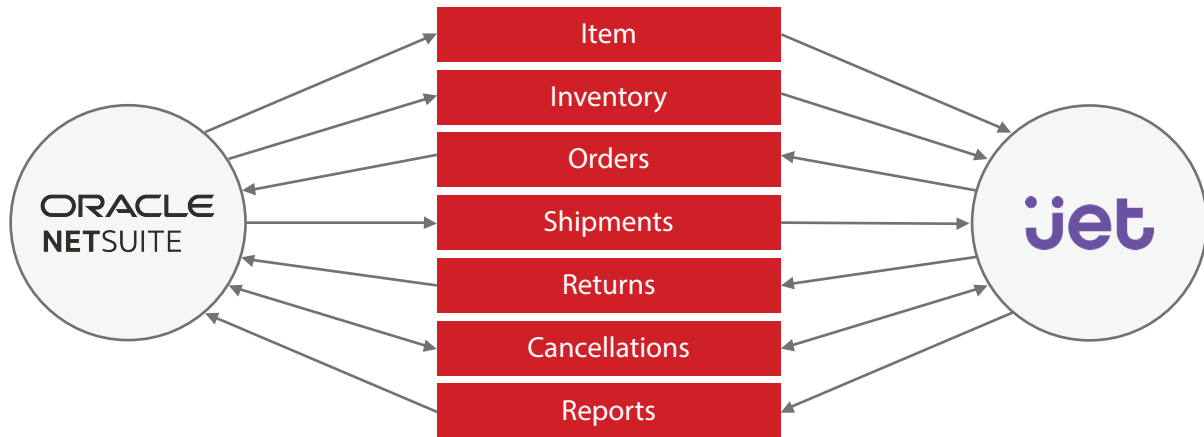 Item
Inventory
Orders
Shipments
Returns
Cancellations
Reports
ORACLE
NETSUITE
jet